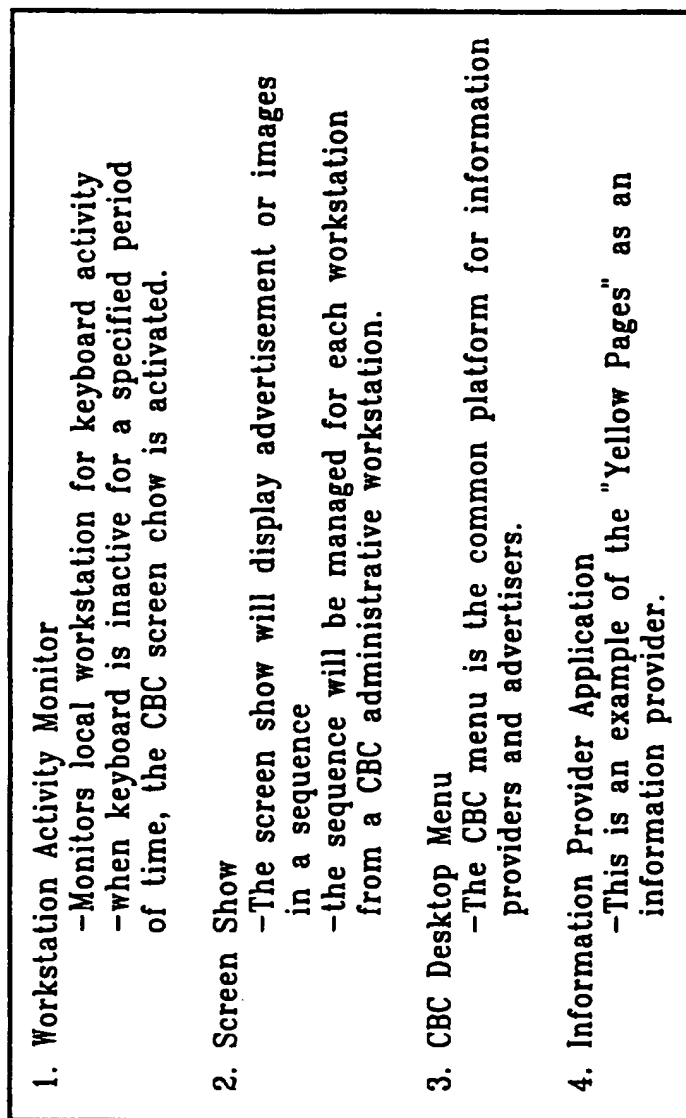 1. Workstation Activity Monitor
-Monitors local workstation for keyboard activity
-when keyboard is inactive for a specified period
of time, the CBC screen chow is activated.
2. Screen Show
-The screen show will display advertisement or images
in a sequence
-the sequence will be managed for each workstation
from a CBC administrative workstation.
3. CBC Desktop Menu
-The CBC menu is the common platform for information
providers and advertisers.
4. Information Provider Application
-This is an example of the "Yellow Pages" as an
information provider.